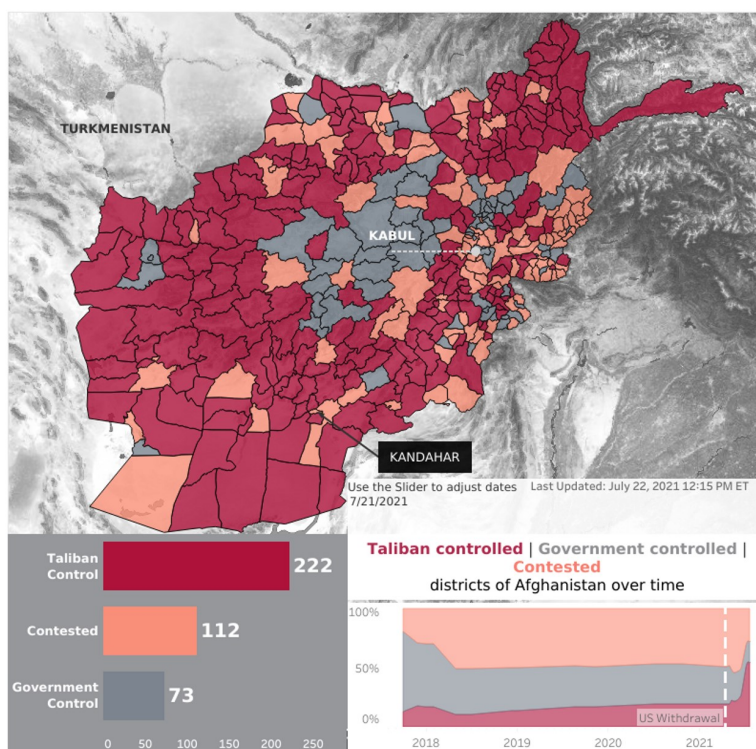 TURKMENISTAN
KABUL
KANDAHAR
Use the Slider to adjust dates
7/21/2021
Last Updated: July 22, 2021 12:15 PM ET
Taliban
Control
222
Contested
112
Government
Control
73
0 50 100 150 200 250
Taliban controlled | Government controlled |
Contested
districts of Afghanistan over time
100%
50%
0%
US Withdrawal
2018 2019 2020 2021